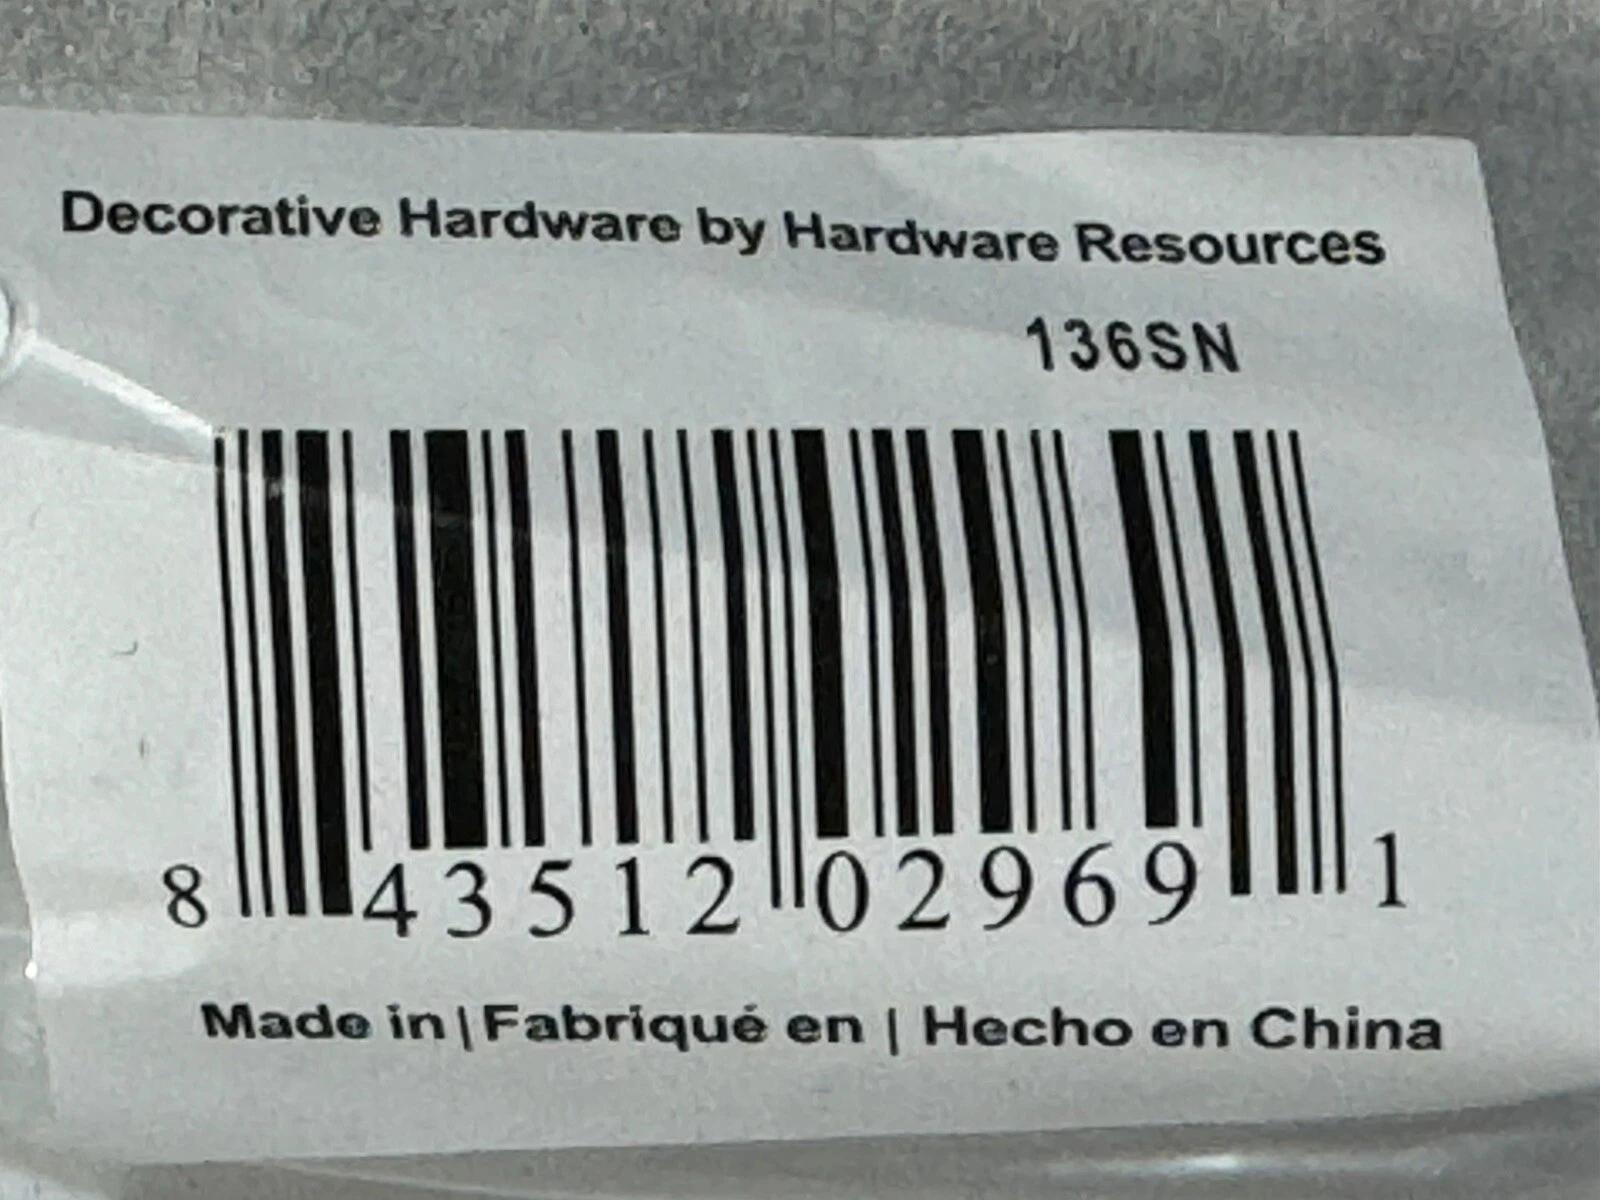 Decorative Hardware by Hardware Resources
136SN
8 43512 02969 1
Made in | Fabriqué en | Hecho en China